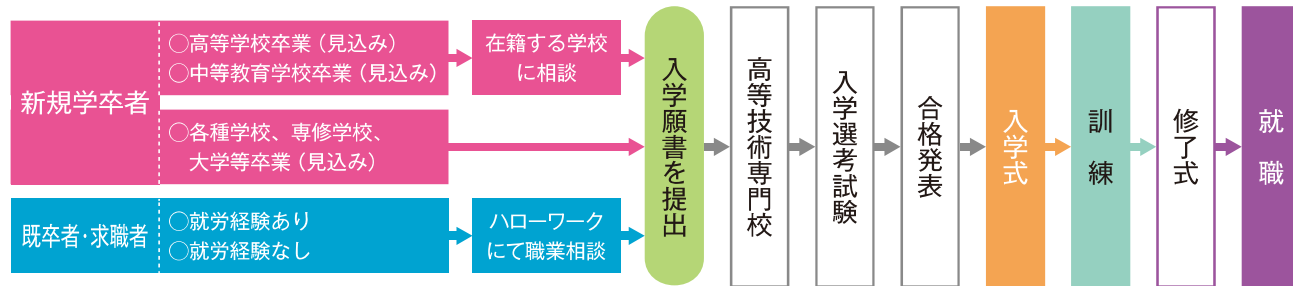 新規学卒者
○高等学校卒業（見込み）
○中等教育学校卒業（見込み）
在籍する学校
に相談
○各種学校、専修学校、
大学等卒業（見込み）
既卒者・求職者
○就労経験あり
○就労経験なし
ハローワーク
にて職業相談
入学願書を提出
高等技術専門校
入学選考試験
合格発表
入学式
訓練
修了式
就職